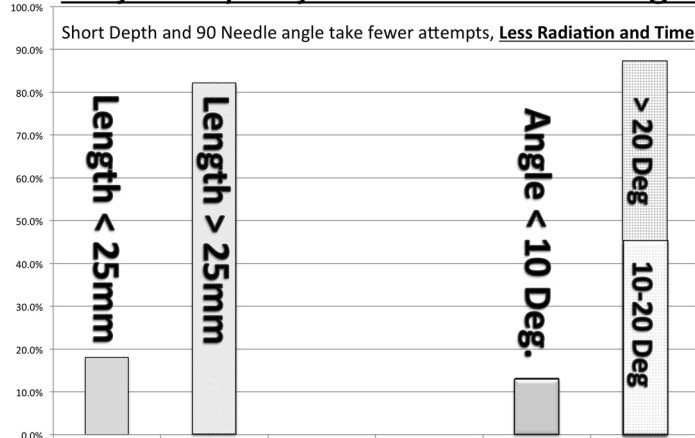 Short Depth and 90 Needle angle take fewer attempts, Less Radiation and Time
100.0%
90.0%
80.0%
70.0%
60.0%
50.0%
40.0%
30.0%
20.0%
10.0%
0.0%
Length < 25mm
Length > 25mm
Angle < 10 Deg.
> 20 Deg
10-20 Deg